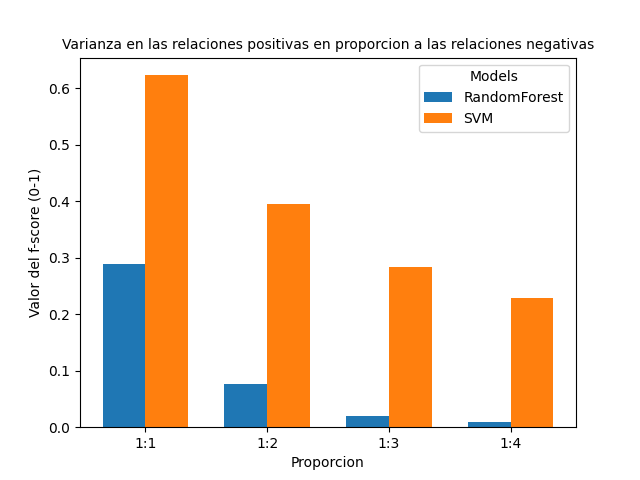 Varianza en las relaciones positivas en proporcion a las relaciones negativas
Models
RandomForest
SVM
Valor del f-score (0-1)
0.6
0.5
0.4
0.3
0.2
0.1
0.0
1:1
1:2
1:3
1:4
Proporcion